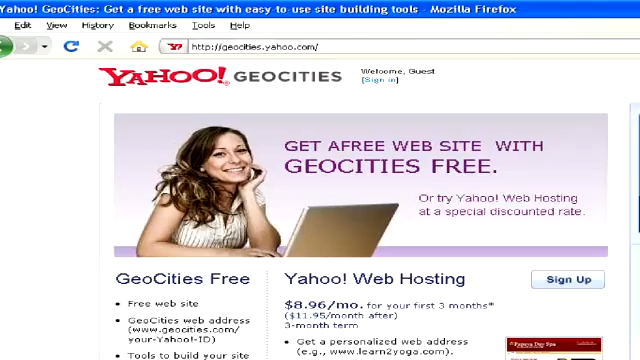 Yahoo! GeoCities: Get a free web site with easy-to-use site building tools - Mozilla Firefox
Edit View History Bookmarks Tools Help
Y! http://geocities.yahoo.com/
YAHOO! GEOCITIES
Welcome, Guest
[Sign in]
GET A FREE WEB SITE WITH
GEOCITIES FREE.
Or try Yahoo! Web Hosting
at a special discounted rate.
GeoCities Free
• Free web site
• GeoCities web address
(www.geocities.com/
your-Yahoo!-ID)
• Tools to build your site
Yahoo! Web Hosting
Sign Up
$8.96/mo. for your first 3 months*
($11.95/month after)
3-month term
• Get a personalized web address
(e.g., www.learn2yoga.com).
Papaya Day Spa